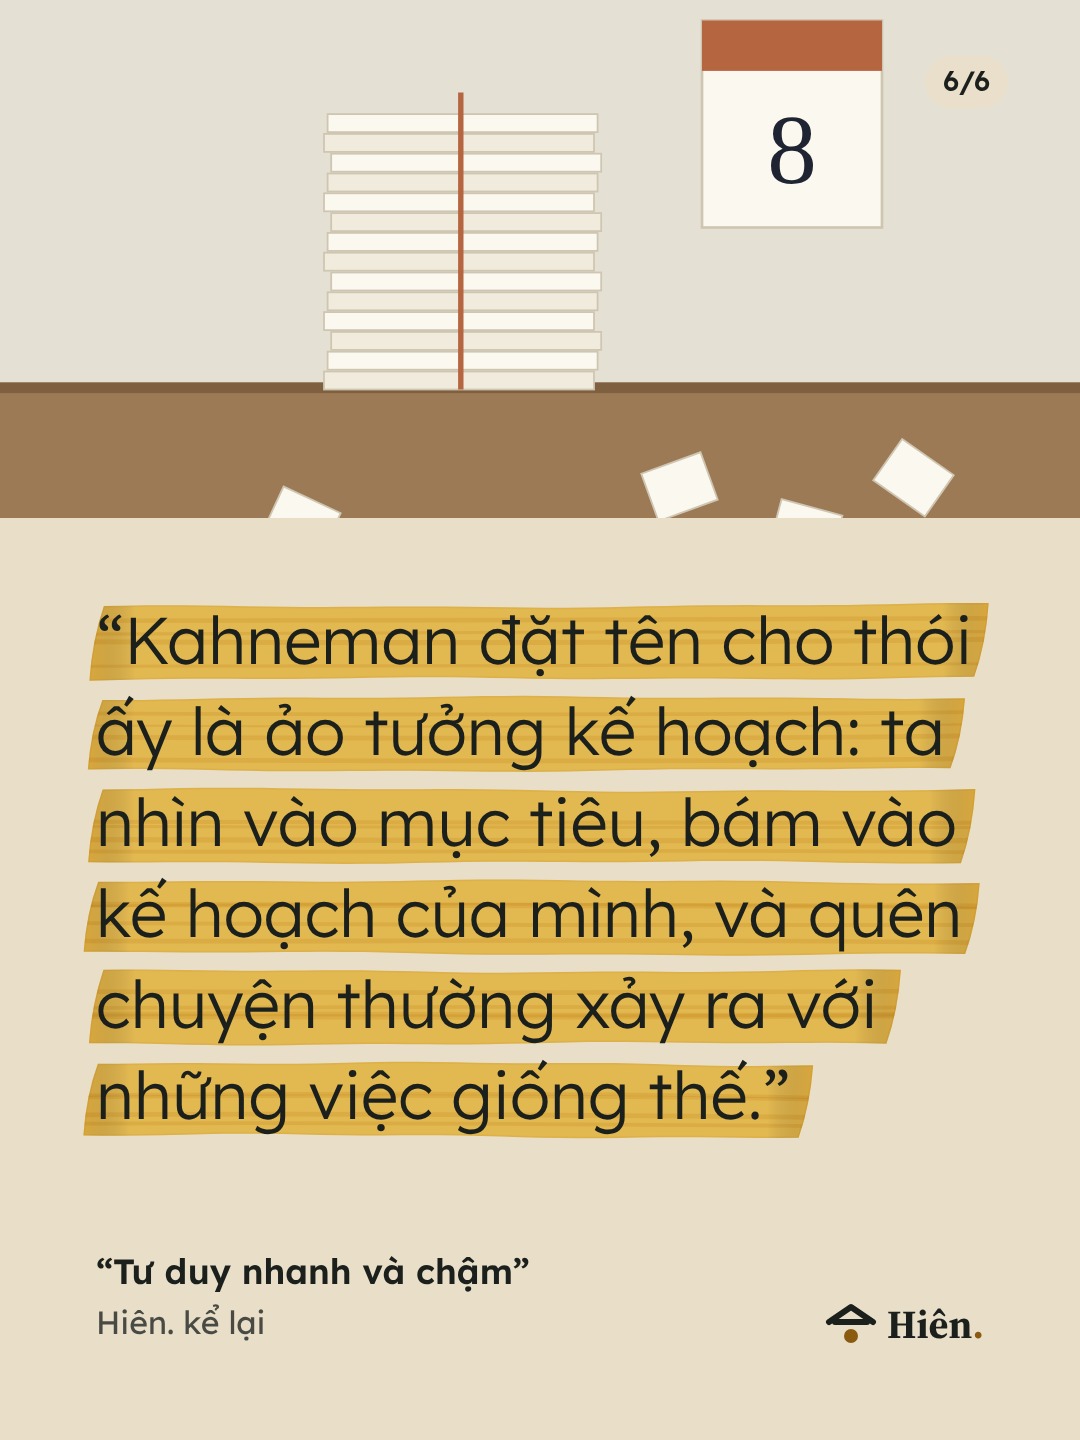 8
6/6
“Kahneman đặt tên cho thói
ấy là ảo tưởng kế hoạch: ta
nhìn vào mục tiêu, bám vào
kế hoạch của mình, và quên
chuyện thường xảy ra với
những việc giống thế.”
“Tư duy nhanh và chậm”
Hiên. kể lại
Hiên.